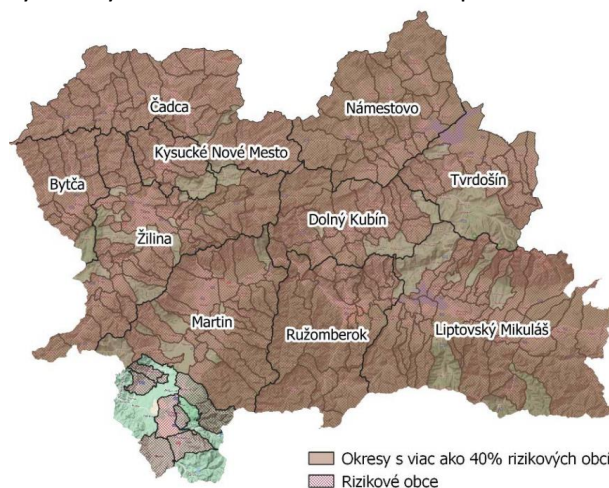 Čadca
Námestovo
Kysucké Nové Mesto
Bytča
Tvrdošín
Dolný Kubín
Žilina
Martin
Ružomberok
Liptovský Mikuláš
Okresy s viac ako 40% rizikových obcí
Rizikové obce